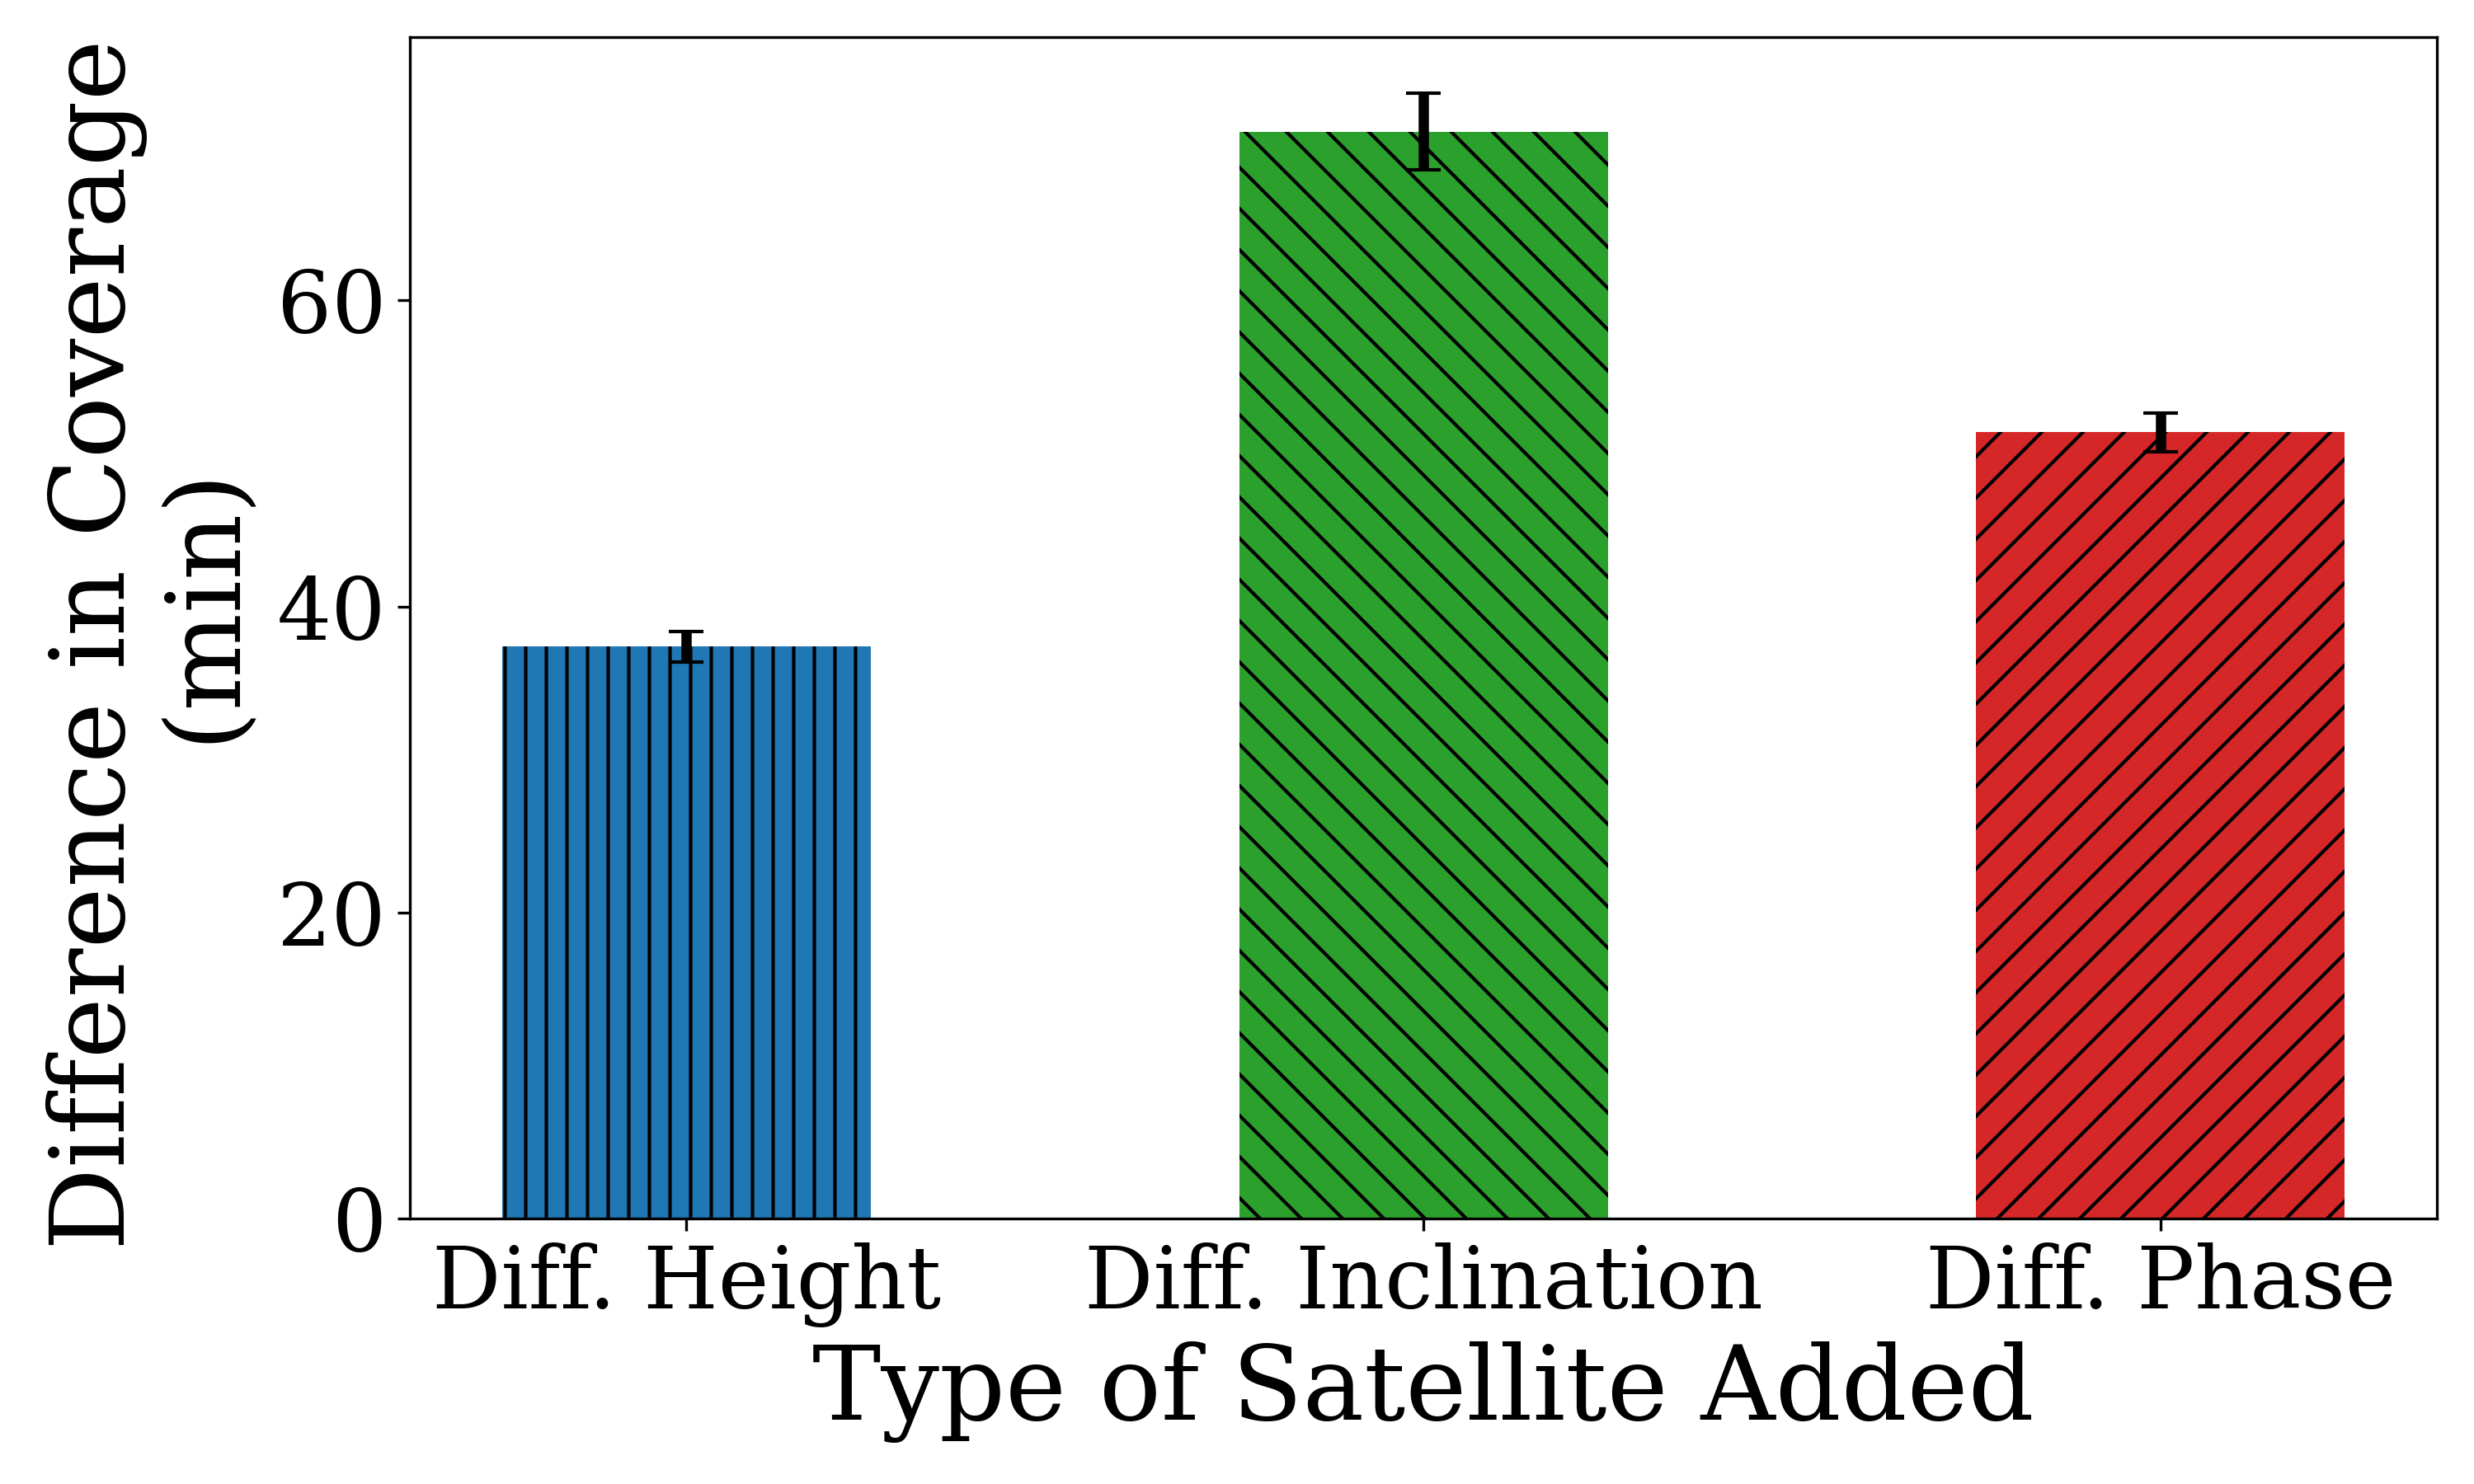 Difference in Coverage
(min)
60
40
20
0
Diff. Height
Diff. Inclination
Diff. Phase
Type of Satellite Added